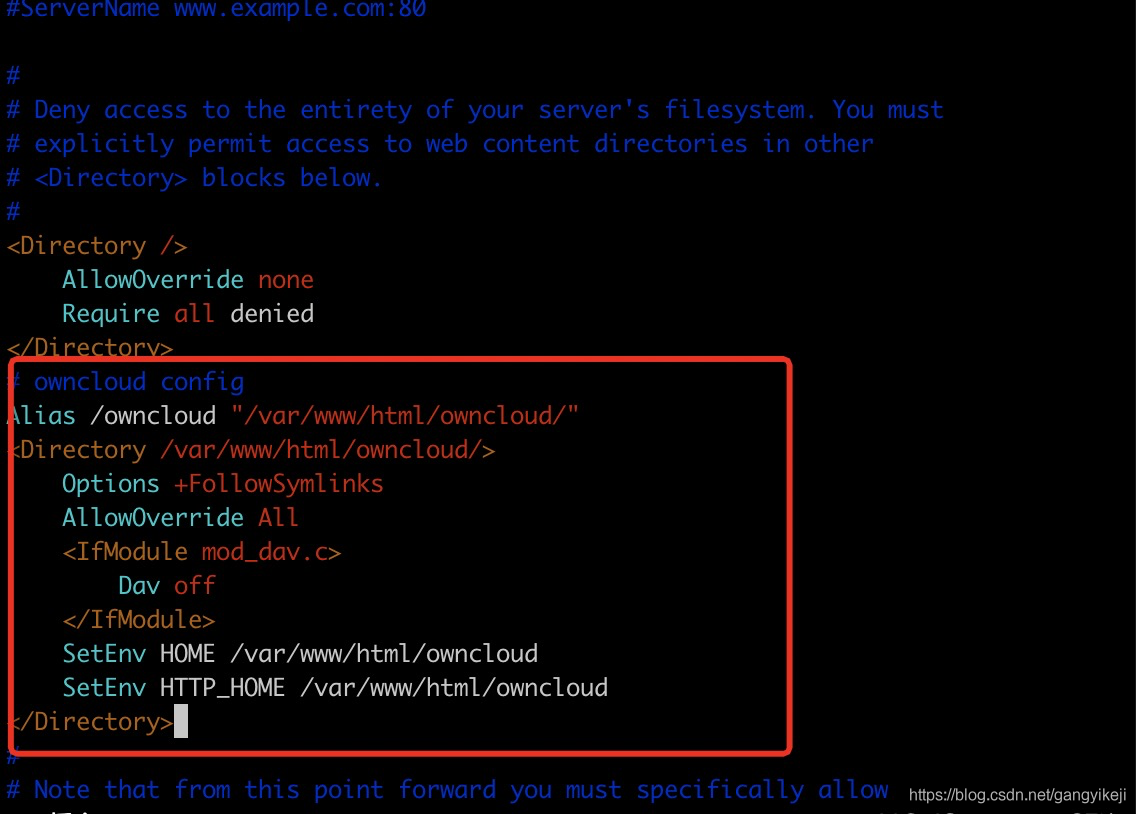 #ServerName www.example.com:80
#
# Deny access to the entirety of your server's filesystem. You must
# explicitly permit access to web content directories in other
# <Directory> blocks below.
#
<Directory />
    AllowOverride none
    Require all denied
</Directory>
# owncloud config
Alias /owncloud "/var/www/html/owncloud/"
<Directory /var/www/html/owncloud/>
    Options +FollowSymlinks
    AllowOverride All
    <IfModule mod_dav.c>
        Dav off
    </IfModule>
    SetEnv HOME /var/www/html/owncloud
    SetEnv HTTP_HOME /var/www/html/owncloud
</Directory>
#
# Note that from this point forward you must specifically allow
https://blog.csdn.net/gangyikeji